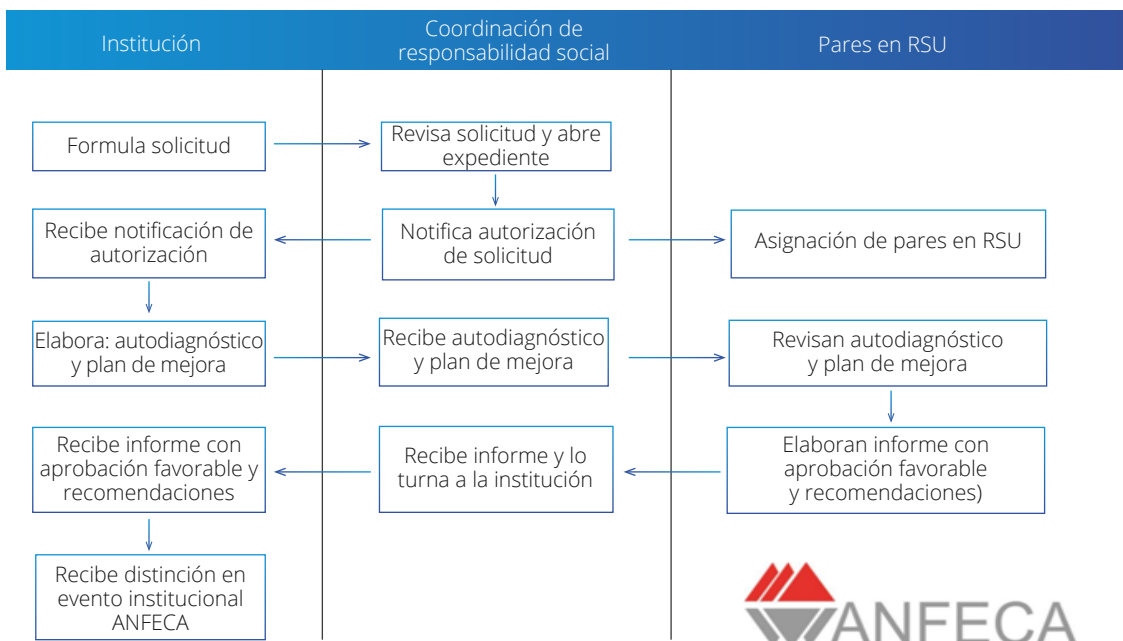 Institución
Coordinación de
responsabilidad social
Pares en RSU
Formula solicitud
Revisa solicitud y abre
expediente
Recibe notificación de
autorización
Notifica autorización
de solicitud
Asignación de pares en RSU
Elabora: autodiagnóstico
y plan de mejora
Recibe autodiagnóstico
y plan de mejora
Revisan autodiagnóstico
y plan de mejora
Recibe informe con
aprobación favorable y
recomendaciones
Recibe informe y lo
turna a la institución
Elaboran informe con
aprobación favorable
y recomendaciones)
Recibe distinción en
evento institucional
ANFECA
ANFECA